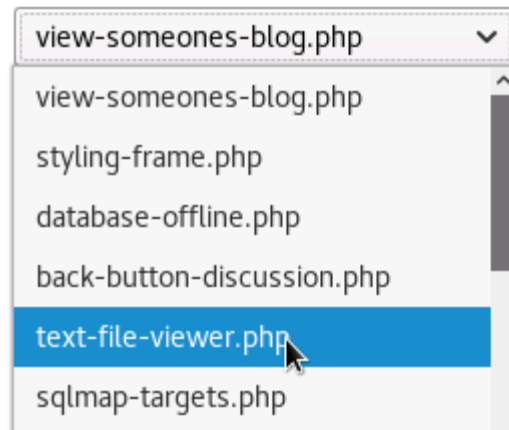 view-someones-blog.php
view-someones-blog.php
styling-frame.php
database-offline.php
back-button-discussion.php
text-file-viewer.php
sqlmap-targets.php